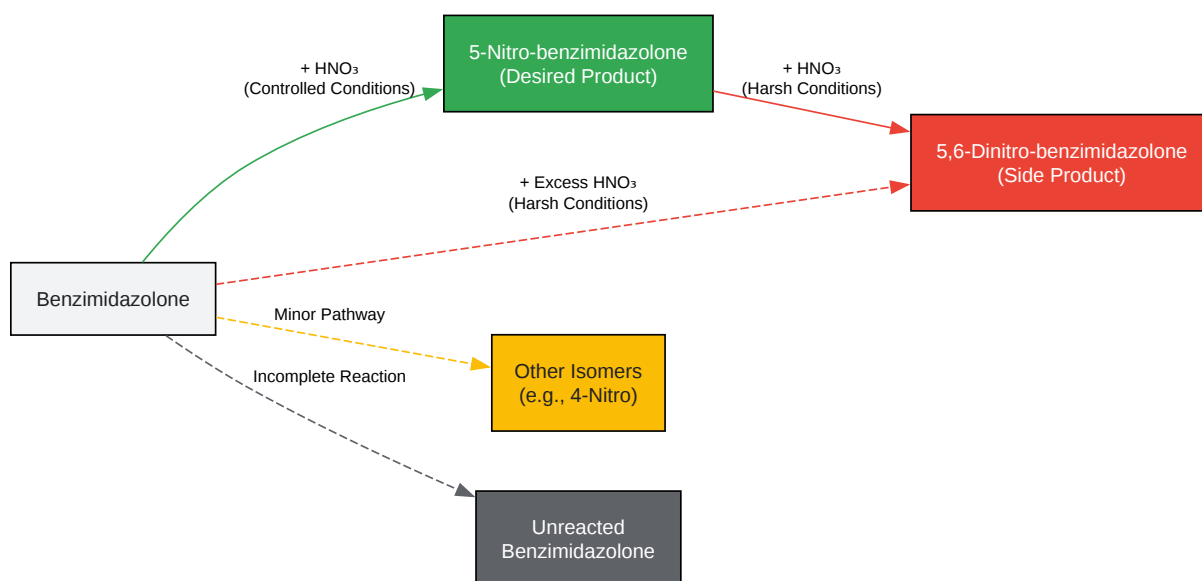 5-Nitro-benzimidazolone
(Desired Product)
+ HNO₃
(Controlled Conditions)
+ HNO₃
(Harsh Conditions)
5,6-Dinitro-benzimidazolone
(Side Product)
+ Excess HNO₃
(Harsh Conditions)
Benzimidazolone
Minor Pathway
Other Isomers
(e.g., 4-Nitro)
Incomplete Reaction
Unreacted
Benzimidazolone